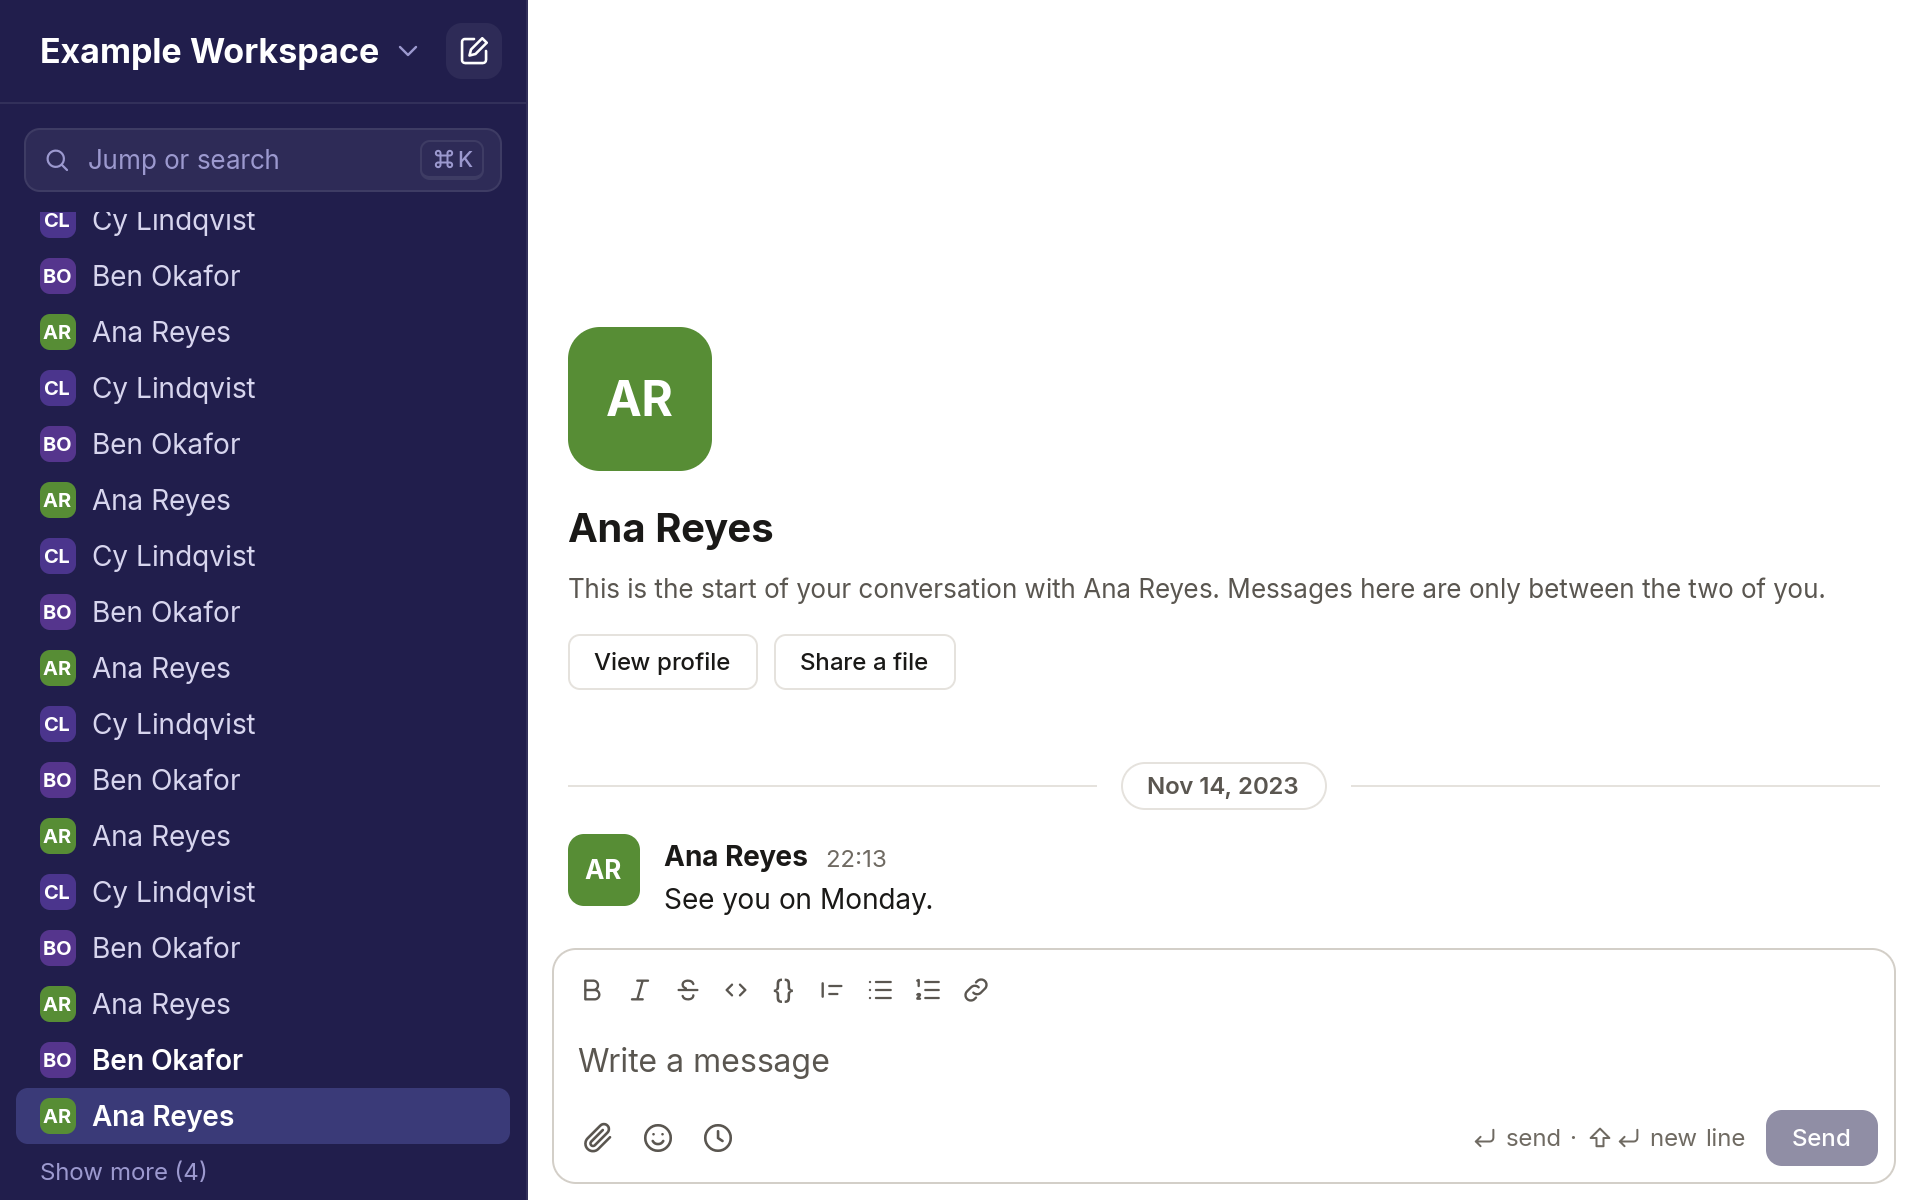 Example Workspace
Jump or search ⌘K
CL Cy Lindqvist
BO Ben Okafor
AR Ana Reyes
CL Cy Lindqvist
BO Ben Okafor
AR Ana Reyes
CL Cy Lindqvist
BO Ben Okafor
AR Ana Reyes
CL Cy Lindqvist
BO Ben Okafor
AR Ana Reyes
CL Cy Lindqvist
BO Ben Okafor
AR Ana Reyes
BO Ben Okafor
AR Ana Reyes
Show more (4)
AR
Ana Reyes
This is the start of your conversation with Ana Reyes. Messages here are only between the two of you.
View profile Share a file
Nov 14, 2023
AR Ana Reyes 22:13
See you on Monday.
Write a message
send · new line Send